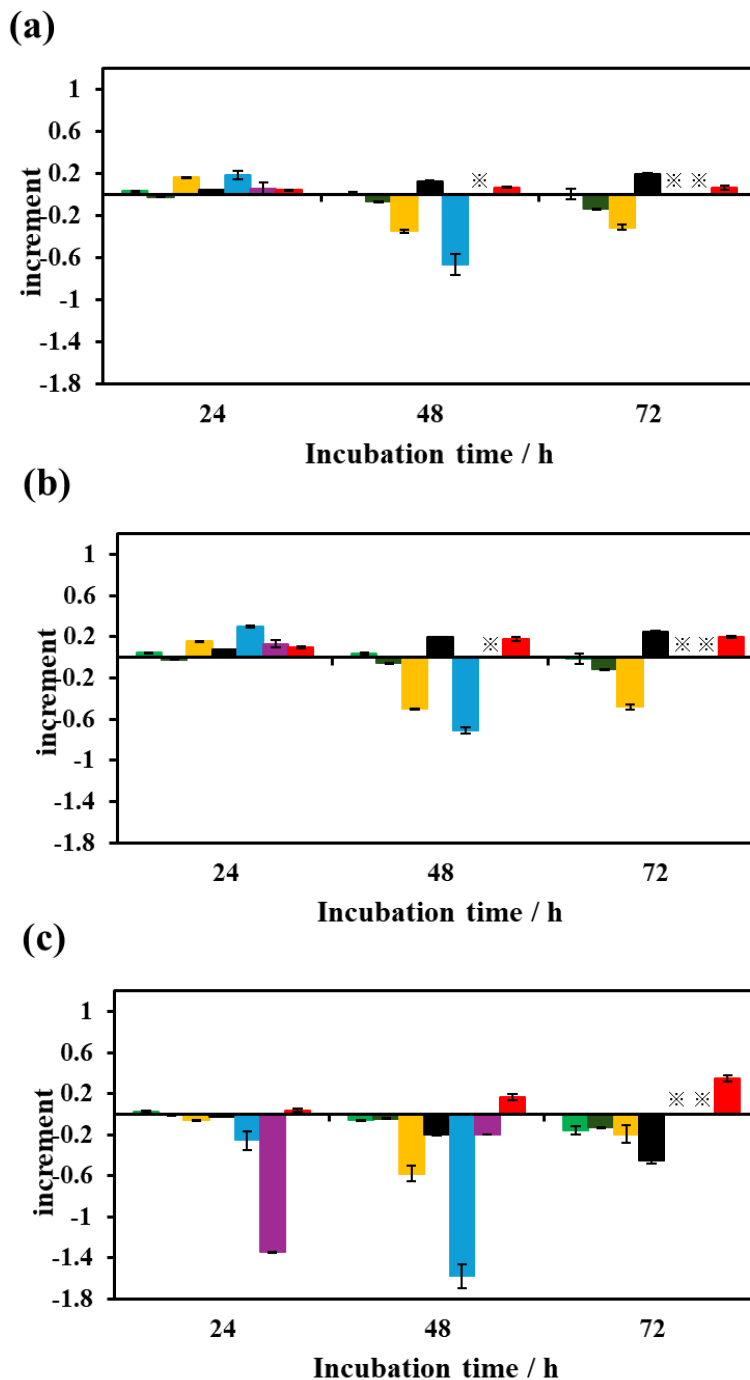 (a)
1
0.6
0.2
-0.2
-0.6
-1
-1.4
-1.8
increment
※
※ ※
24 48 72
Incubation time / h
(b)
1
0.6
0.2
-0.2
-0.6
-1
-1.4
-1.8
increment
※
※ ※
24 48 72
Incubation time / h
(c)
1
0.6
0.2
-0.2
-0.6
-1
-1.4
-1.8
increment
※ ※
24 48 72
Incubation time / h